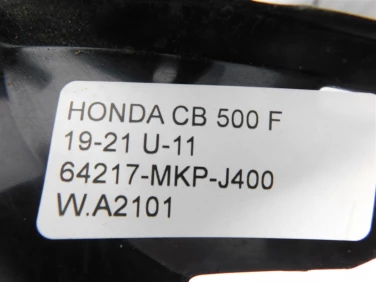 HONDA CB 500 F
19-21 U-11
64217-MKP-J400
W.A2101